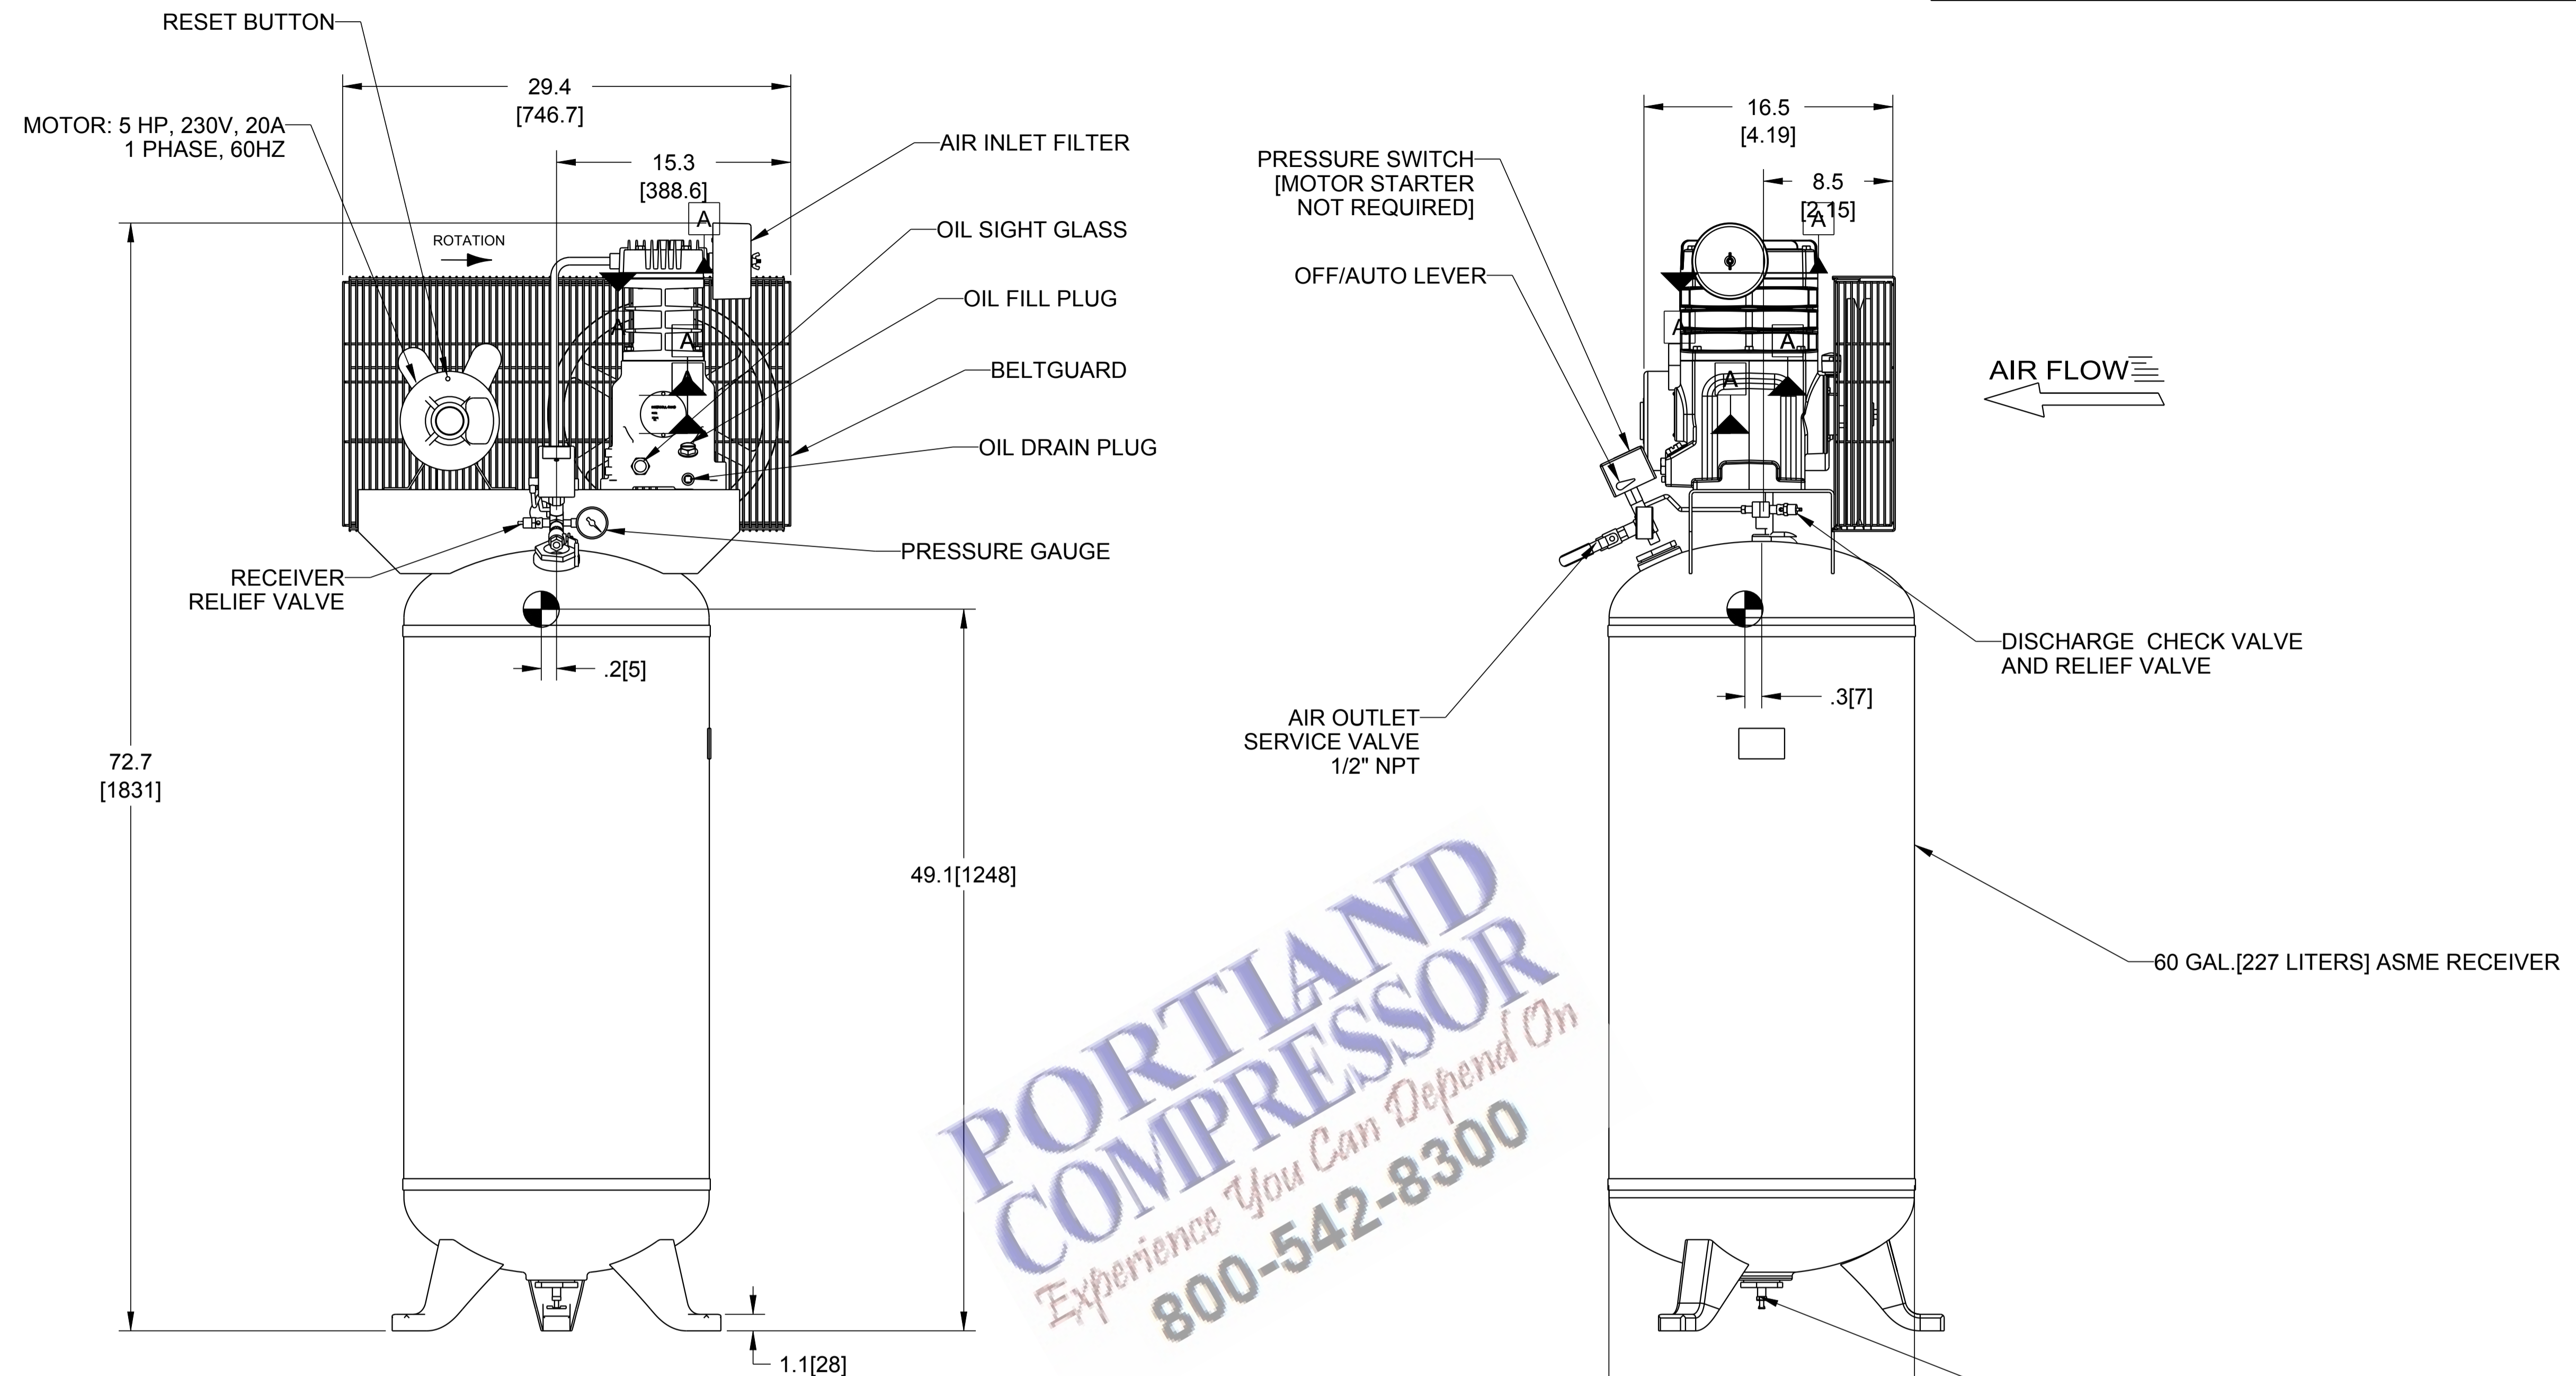 RESET BUTTON
29.4
[746.7]
MOTOR: 5 HP, 230V, 20A
1 PHASE, 60HZ
15.3
[388.6]
AIR INLET FILTER
A
ROTATION
OIL SIGHT GLASS
OIL FILL PLUG
A
A
BELTGUARD
A
OIL DRAIN PLUG
PRESSURE GAUGE
RECEIVER
RELIEF VALVE
.2[5]
72.7
[1831]
49.1[1248]
1.1[28]
16.5
[4.19]
PRESSURE SWITCH
[MOTOR STARTER
NOT REQUIRED]
8.5
[2.15]
A
OFF/AUTO LEVER
A
A
A
AIR FLOW
DISCHARGE  CHECK VALVE
AND RELIEF VALVE
.3[7]
AIR OUTLET
SERVICE VALVE
1/2" NPT
60 GAL.[227 LITERS] ASME RECEIVER
PORTLAND
COMPRESSOR
Experience You Can Depend On
800-542-8300